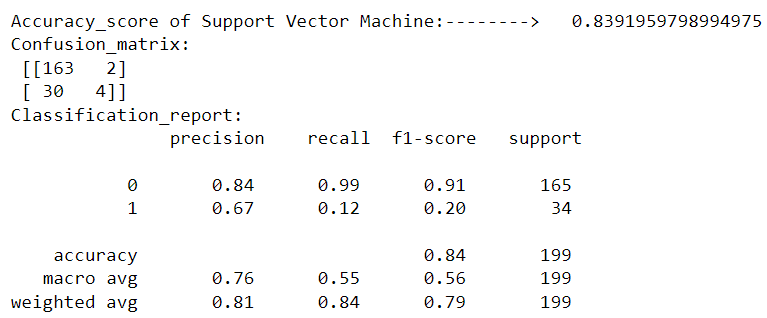 Accuracy_score of Support Vector Machine:--------> 0.8391959798994975
Confusion_matrix:
[[163 2]
[ 30 4]]
Classification_report:
precision recall f1-score support
0 0.84 0.99 0.91 165
1 0.67 0.12 0.20 34
accuracy 0.84 199
macro avg 0.76 0.55 0.56 199
weighted avg 0.81 0.84 0.79 199